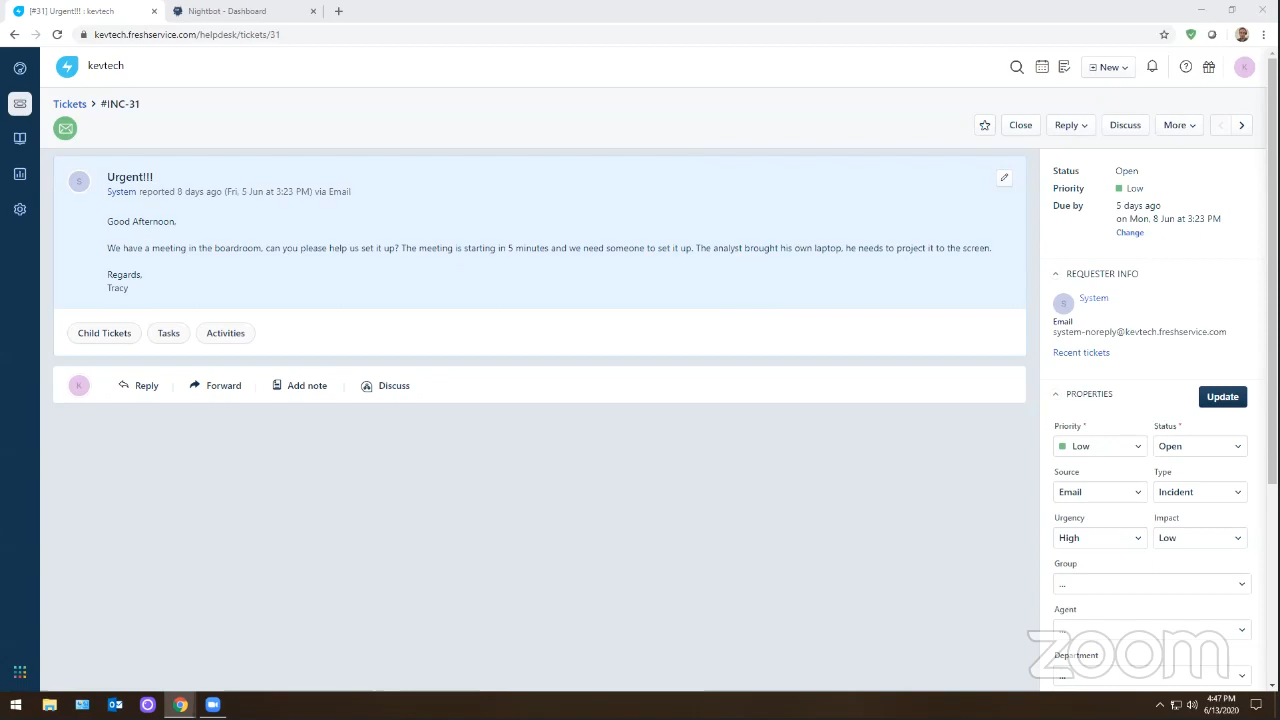 [#31] Urgent!!! : kevtech
Nightbot - Dashboard
kevtech.freshservice.com/helpdesk/tickets/31
kevtech
New
K
Tickets > #INC-31
Close
Reply
Discuss
More
S
Urgent!!!
System reported 8 days ago (Fri, 5 Jun at 3:23 PM) via Email
Good Afternoon,
We have a meeting in the boardroom, can you please help us set it up? The meeting is starting in 5 minutes and we need someone to set it up. The analyst brought his own laptop, he needs to project it to the screen.
Regards,
Tracy
Child Tickets
Tasks
Activities
K
Reply
Forward
Add note
Discuss
Status
Open
Priority
Low
Due by
5 days ago
on Mon, 8 Jun at 3:23 PM
Change
REQUESTER INFO
S
System
Email
system-noreply@kevtech.freshservice.com
Recent tickets
PROPERTIES
Update
Priority *
Status *
Low
Open
Source
Type
Email
Incident
Urgency
Impact
High
Low
Group
...
Agent
...
Department
...
zoom
4:47 PM
6/13/2020